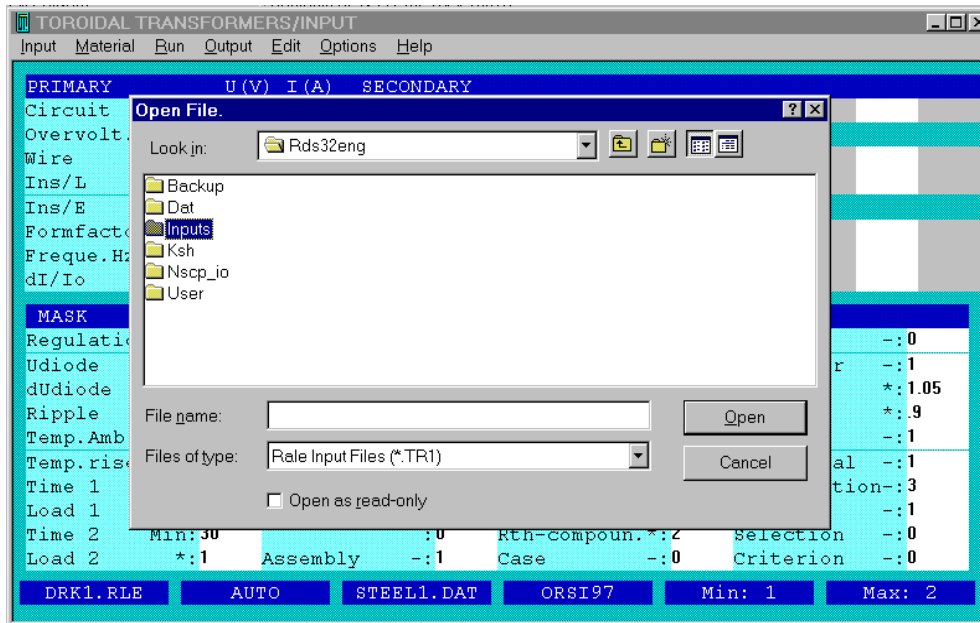 TOROIDAL TRANSFORMERS/INPUT
Input Material Run Output Edit Options Help
PRIMARY U(V) I(A) SECONDARY
Circuit
Open File.
Overvolt.
Look in: Rds32eng
Wire
Ins/L
Backup
Ins/E
Dat
Formfacto
Inputs
Freque.Hz
Ksh
dI/Io
Nscp_io
User
MASK
Regulatio -:0
Udiode r -:1
dUdiode *:1.05
Ripple *:.9
File name: Open
Temp.Amb -:1
Files of type: Rale Input Files (*.TR1) Cancel
Temp.rise al -:1
Time 1 tion-:3
Open as read-only
Load 1 -:1
Time 2 Min:30 :0 Rth-compoun.*:2 Selection -:0
Load 2 *:1 Assembly -:1 Case -:0 Criterion -:0
DRK1.RLE AUTO STEEL1.DAT ORSI97 Min: 1 Max: 2